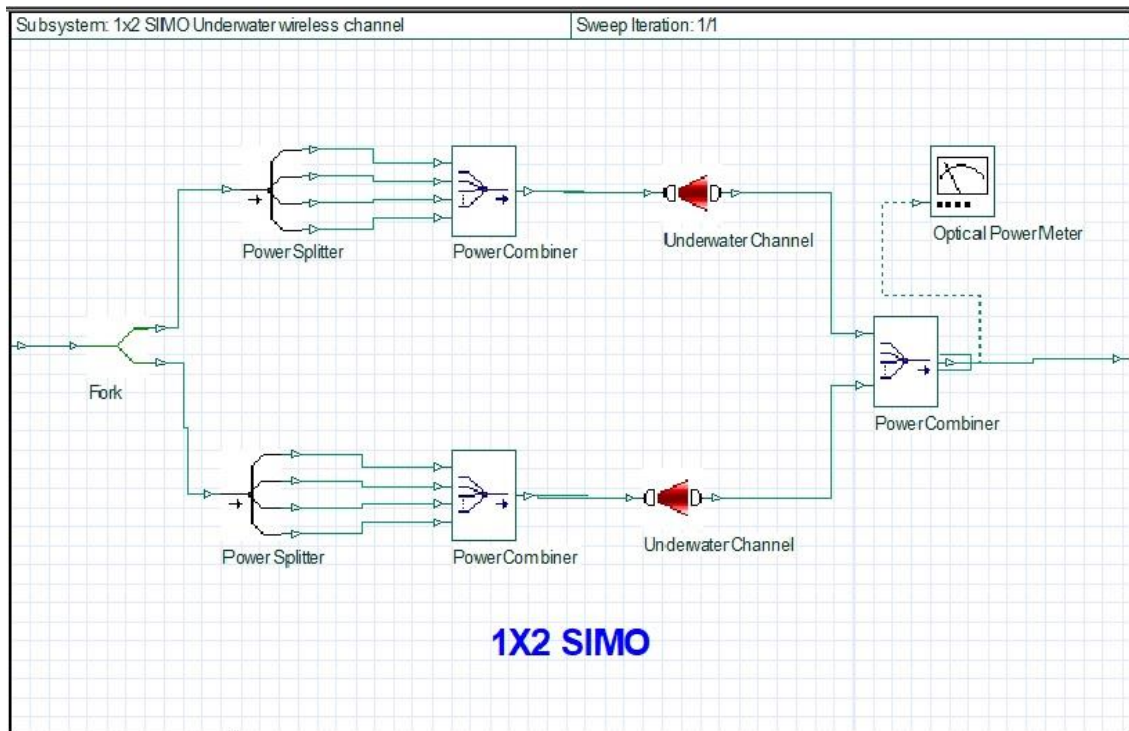 Subsystem: 1x2 SIMO Underwater wireless channel
Sweep Iteration: 1/1
Power Splitter
Power Combiner
Underwater Channel
Optical Power Meter
Fork
Power Combiner
Power Splitter
Power Combiner
Underwater Channel
1X2 SIMO